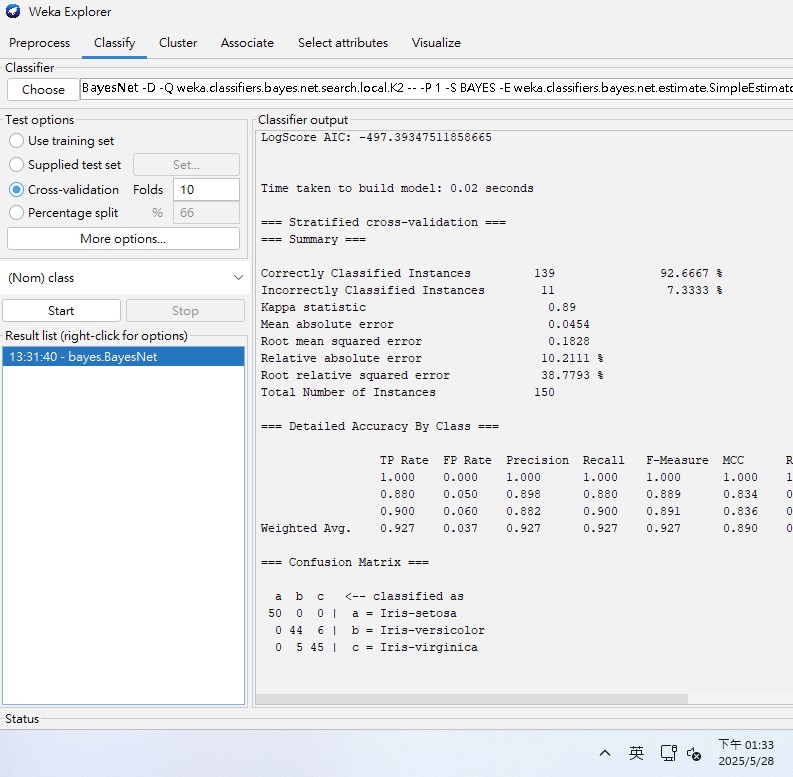 Weka Explorer
Preprocess Classify Cluster Associate Select attributes Visualize
Classifier
Choose BayesNet -D -Q weka.classifiers.bayes.net.search.local.K2 -- -P 1 -S BAYES -E weka.classifiers.bayes.net.estimate.SimpleEstimato
Test options
Use training set
Supplied test set Set...
Cross-validation Folds 10
Percentage split % 66
More options...
(Nom) class
Start Stop
Result list (right-click for options)
13:31:40 - bayes.BayesNet
Classifier output
LogScore AIC: -497.39347511858665
Time taken to build model: 0.02 seconds
=== Stratified cross-validation ===
=== Summary ===
Correctly Classified Instances 139 92.6667 %
Incorrectly Classified Instances 11 7.3333 %
Kappa statistic 0.89
Mean absolute error 0.0454
Root mean squared error 0.1828
Relative absolute error 10.2111 %
Root relative squared error 38.7793 %
Total Number of Instances 150
=== Detailed Accuracy By Class ===
TP Rate FP Rate Precision Recall F-Measure MCC R
1.000 0.000 1.000 1.000 1.000 1.000 1
0.880 0.050 0.898 0.880 0.889 0.834 0
0.900 0.060 0.882 0.900 0.891 0.836 0
Weighted Avg. 0.927 0.037 0.927 0.927 0.927 0.890 0
=== Confusion Matrix ===
a b c <-- classified as
50 0 0 | a = Iris-setosa
0 44 6 | b = Iris-versicolor
0 5 45 | c = Iris-virginica
Status
英
下午 01:33
2025/5/28